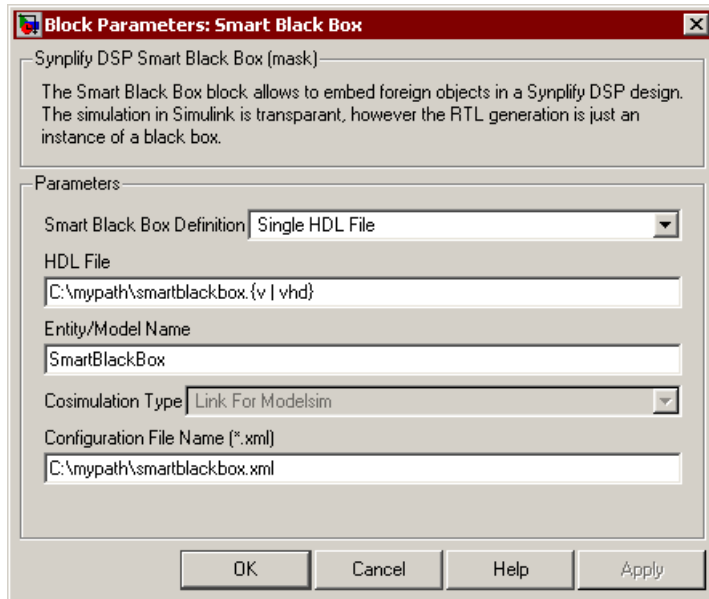 Block Parameters: Smart Black Box
Synplify DSP Smart Black Box (mask)
The Smart Black Box block allows to embed foreign objects in a Synplify DSP design.
The simulation in Simulink is transparant, however the RTL generation is just an
instance of a black box.
Parameters
Smart Black Box Definition Single HDL File
HDL File
C:\mypath\smartblackbox.{v | vhd}
Entity/Model Name
SmartBlackBox
Cosimulation Type Link For Modelsim
Configuration File Name (*.xml)
C:\mypath\smartblackbox.xml
OK Cancel Help Apply